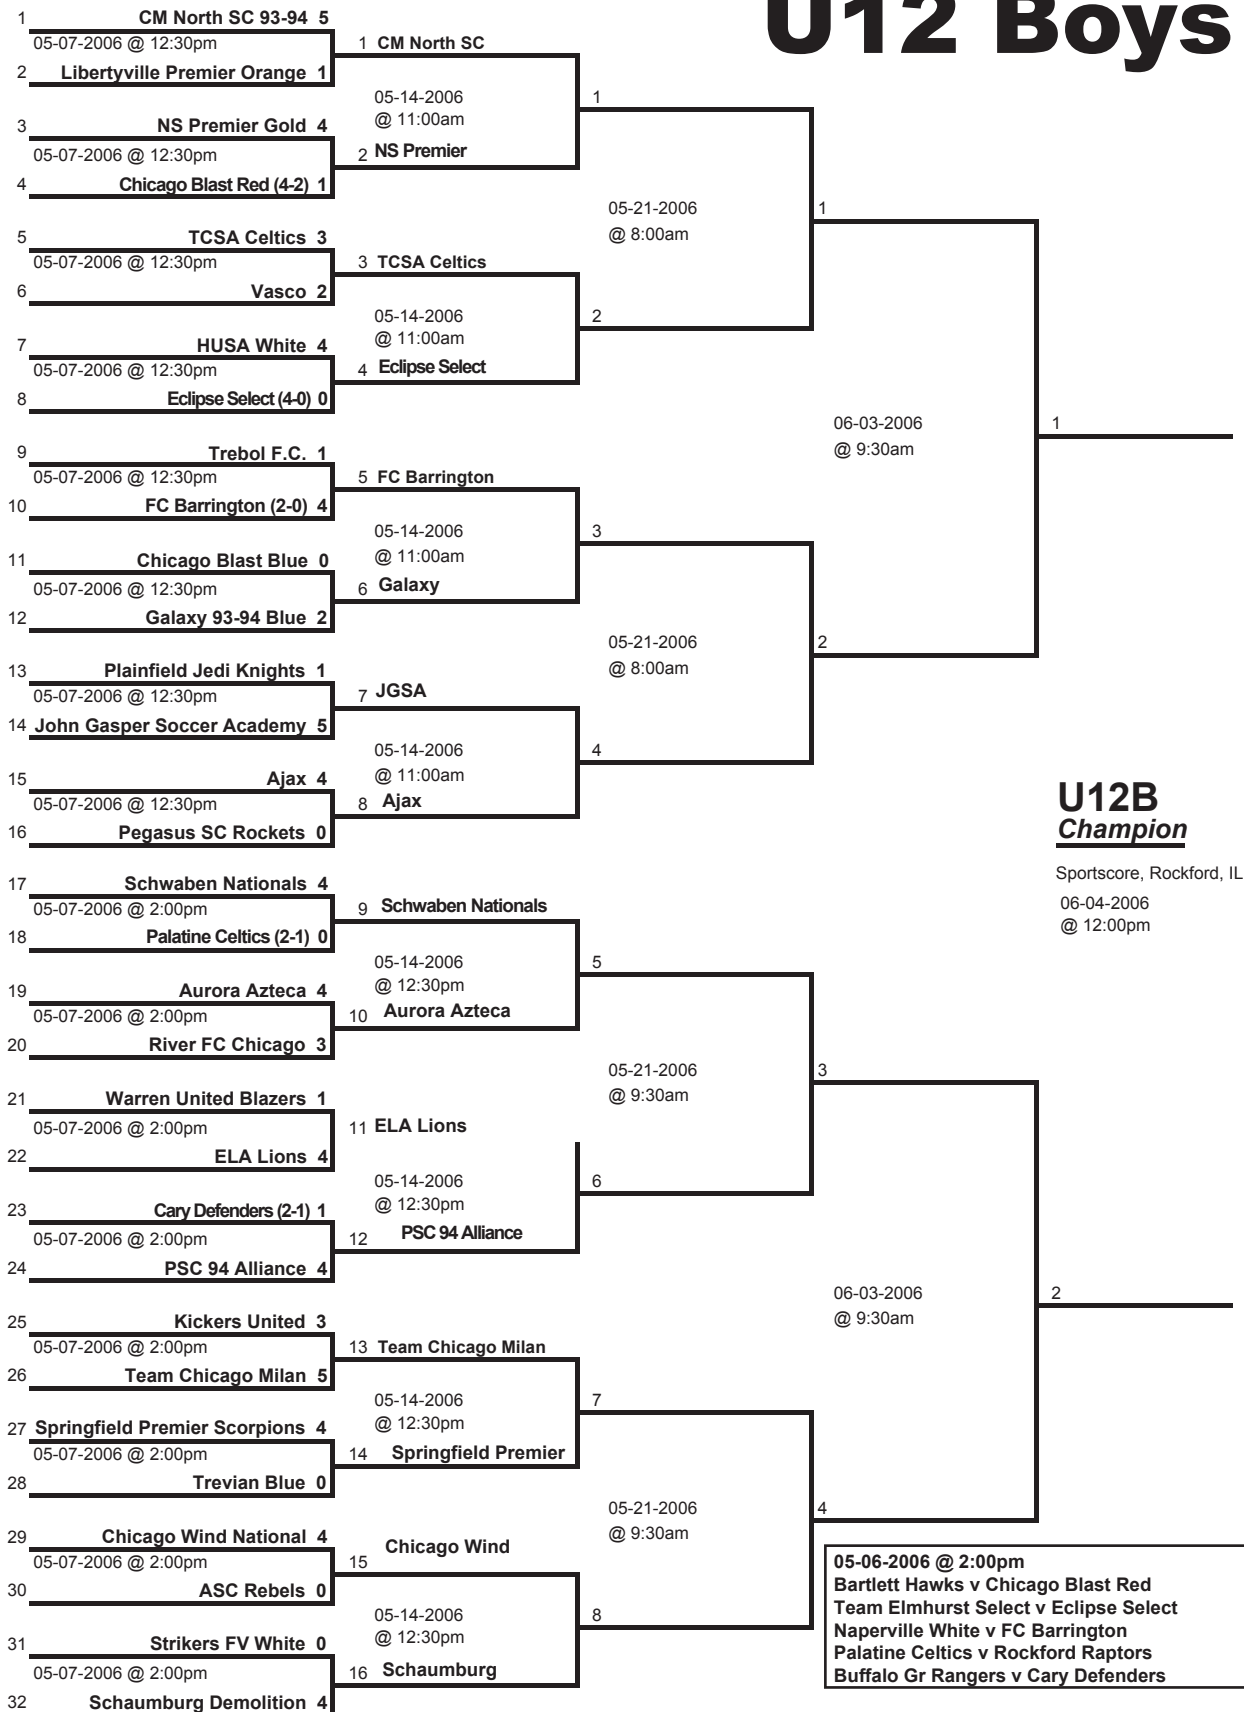 U12 Boys
1 CM North SC 93-94 5
05-07-2006 @ 12:30pm
2 Libertyville Premier Orange 1
3 NS Premier Gold 4
05-07-2006 @ 12:30pm
4 Chicago Blast Red (4-2) 1
5 TCSA Celtics 3
05-07-2006 @ 12:30pm
6 Vasco 2
7 HUSA White 4
05-07-2006 @ 12:30pm
8 Eclipse Select (4-0) 0
9 Trebol F.C. 1
05-07-2006 @ 12:30pm
10 FC Barrington (2-0) 4
11 Chicago Blast Blue 0
05-07-2006 @ 12:30pm
12 Galaxy 93-94 Blue 2
13 Plainfield Jedi Knights 1
05-07-2006 @ 12:30pm
14 John Gasper Soccer Academy 5
15 Ajax 4
05-07-2006 @ 12:30pm
16 Pegasus SC Rockets 0
17 Schwaben Nationals 4
05-07-2006 @ 2:00pm
18 Palatine Celtics (2-1) 0
19 Aurora Azteca 4
05-07-2006 @ 2:00pm
20 River FC Chicago 3
21 Warren United Blazers 1
05-07-2006 @ 2:00pm
22 ELA Lions 4
23 Cary Defenders (2-1) 1
05-07-2006 @ 2:00pm
24 PSC 94 Alliance 4
25 Kickers United 3
05-07-2006 @ 2:00pm
26 Team Chicago Milan 5
27 Springfield Premier Scorpions 4
05-07-2006 @ 2:00pm
28 Trevian Blue 0
29 Chicago Wind National 4
05-07-2006 @ 2:00pm
30 ASC Rebels 0
31 Strikers FV White 0
05-07-2006 @ 2:00pm
32 Schaumburg Demolition 4
1 CM North SC
05-14-2006
@ 11:00am
2 NS Premier
3 TCSA Celtics
05-14-2006
@ 11:00am
4 Eclipse Select
5 FC Barrington
05-14-2006
@ 11:00am
6 Galaxy
7 JGSA
05-14-2006
@ 11:00am
8 Ajax
9 Schwaben Nationals
05-14-2006
@ 12:30pm
10 Aurora Azteca
11 ELA Lions
05-14-2006
@ 12:30pm
12 PSC 94 Alliance
13 Team Chicago Milan
05-14-2006
@ 12:30pm
14 Springfield Premier
15 Chicago Wind
05-14-2006
@ 12:30pm
16 Schaumburg
1
05-21-2006
@ 8:00am
2
3
05-21-2006
@ 8:00am
4
5
05-21-2006
@ 9:30am
6
7
05-21-2006
@ 9:30am
8
1
06-03-2006
@ 9:30am
2
3
06-03-2006
@ 9:30am
4
1
U12B
Champion
Sportscore, Rockford, IL
06-04-2006
@ 12:00pm
2
05-06-2006 @ 2:00pm
Bartlett Hawks v Chicago Blast Red
Team Elmhurst Select v Eclipse Select
Naperville White v FC Barrington
Palatine Celtics v Rockford Raptors
Buffalo Gr Rangers v Cary Defenders